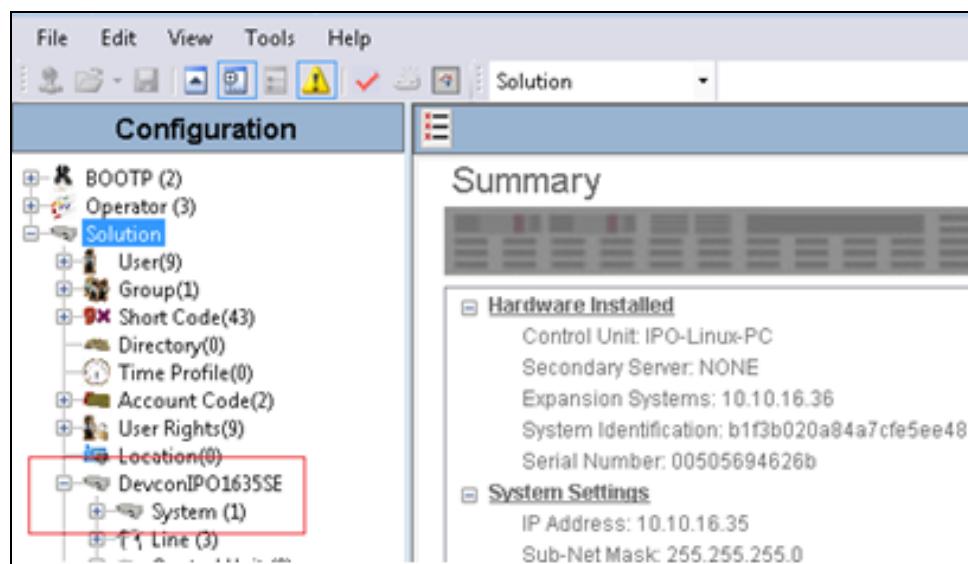 File Edit View Tools Help
Solution
Configuration
BOOTP (2)
Operator (3)
Solution
User(9)
Group(1)
Short Code(43)
Directory(0)
Time Profile(0)
Account Code(2)
User Rights(9)
Location(0)
DevconIPO1635SE
System (1)
Line (3)
Summary
Hardware Installed
Control Unit: IPO-Linux-PC
Secondary Server: NONE
Expansion Systems: 10.10.16.36
System Identification: b1f3b020a84a7cfe5ee48
Serial Number: 00505694626b
System Settings
IP Address: 10.10.16.35
Sub-Net Mask: 255.255.255.0